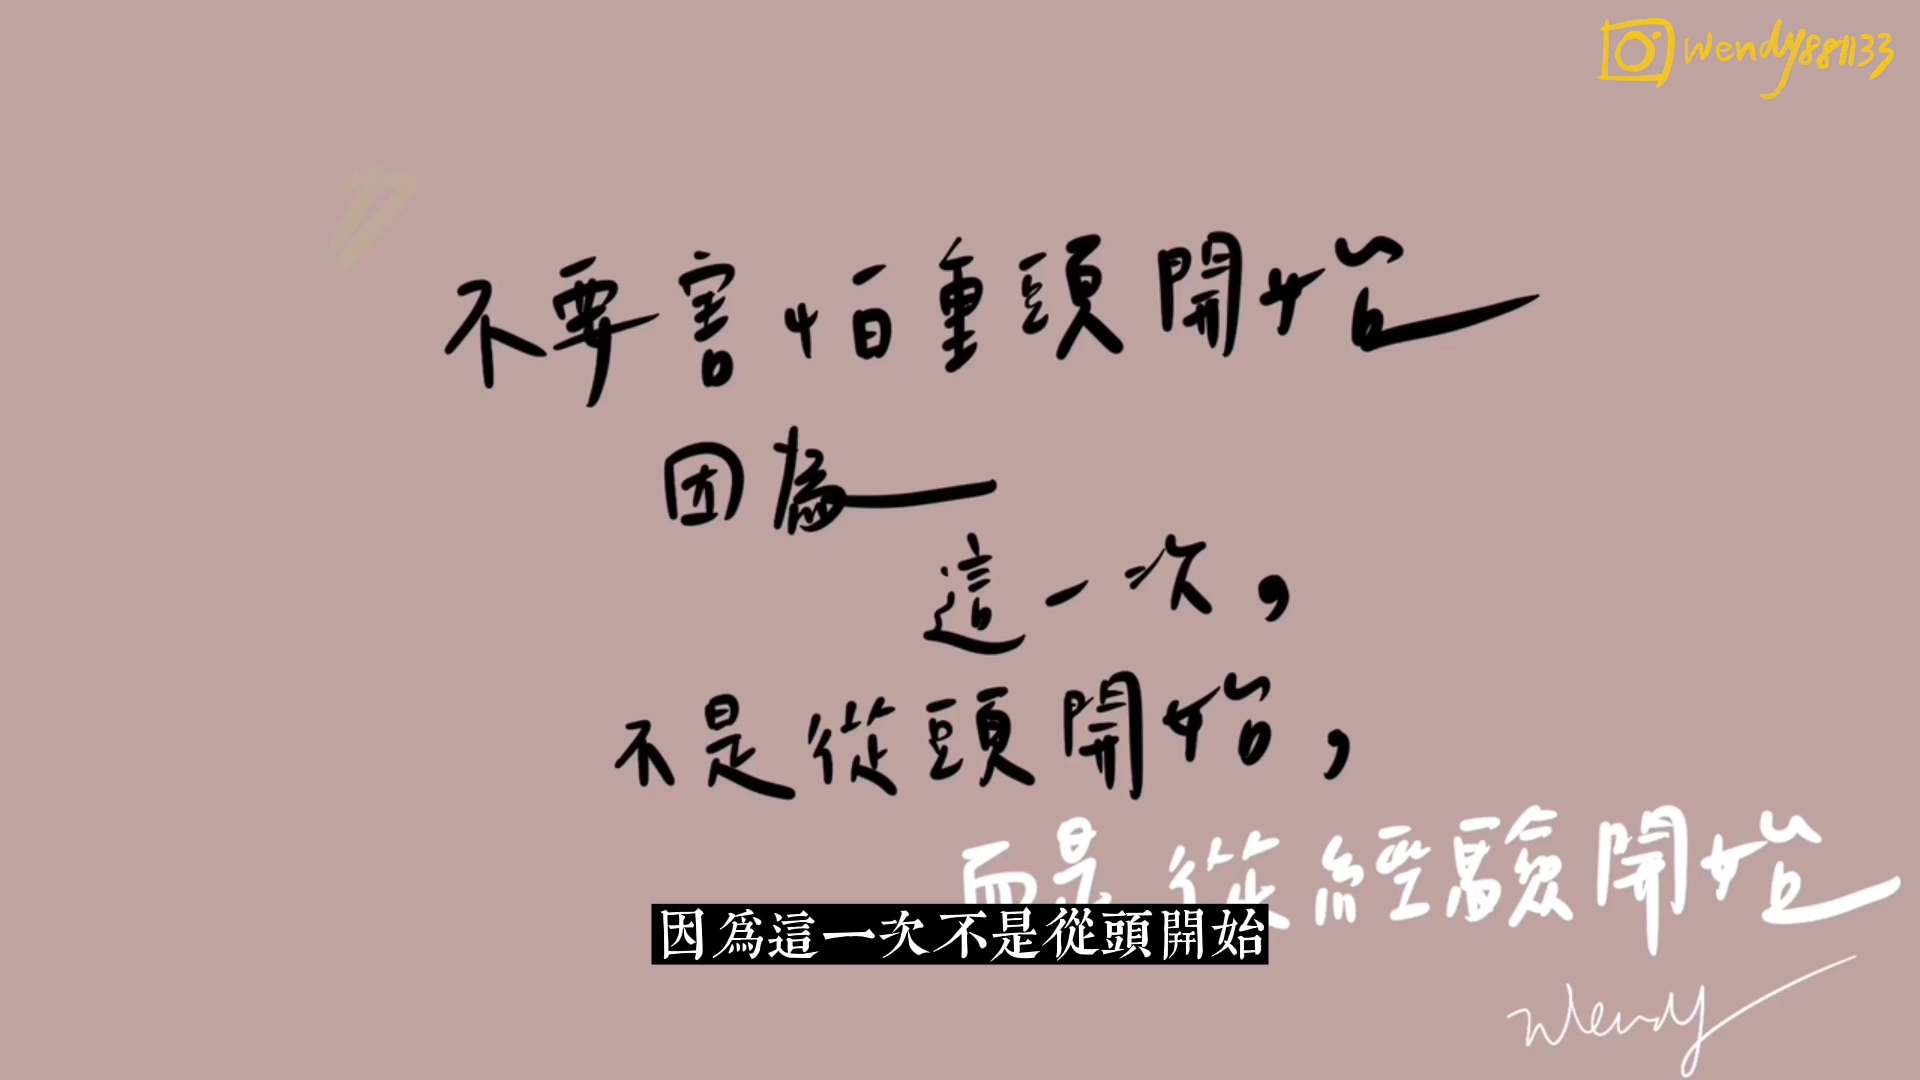 wendy881133
不要害怕重頭開始
因為
這一次,
不是從頭開始,
而是從經驗開始
因為這一次不是從頭開始
Wendy